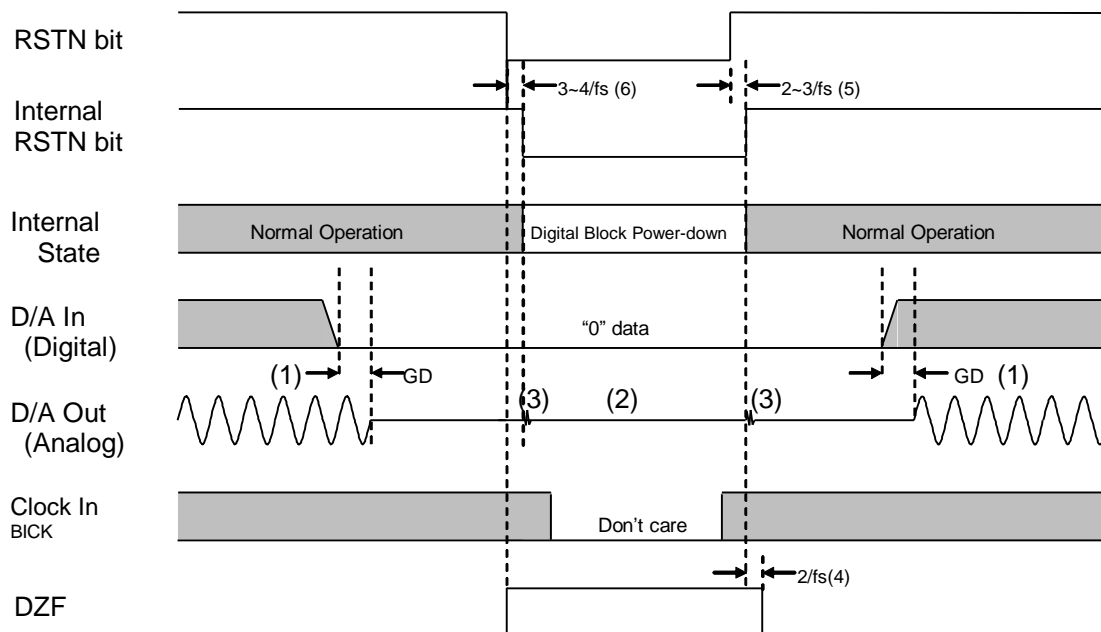 RSTN bit
3~4/fs (6)
2~3/fs (5)
Internal
RSTN bit
Internal
State
Normal Operation
Digital Block Power-down
Normal Operation
D/A In
(Digital)
“0” data
(1)
GD
GD
(1)
D/A Out
(Analog)
(3)
(2)
(3)
Clock In
BICK
Don’t care
2/fs(4)
DZF